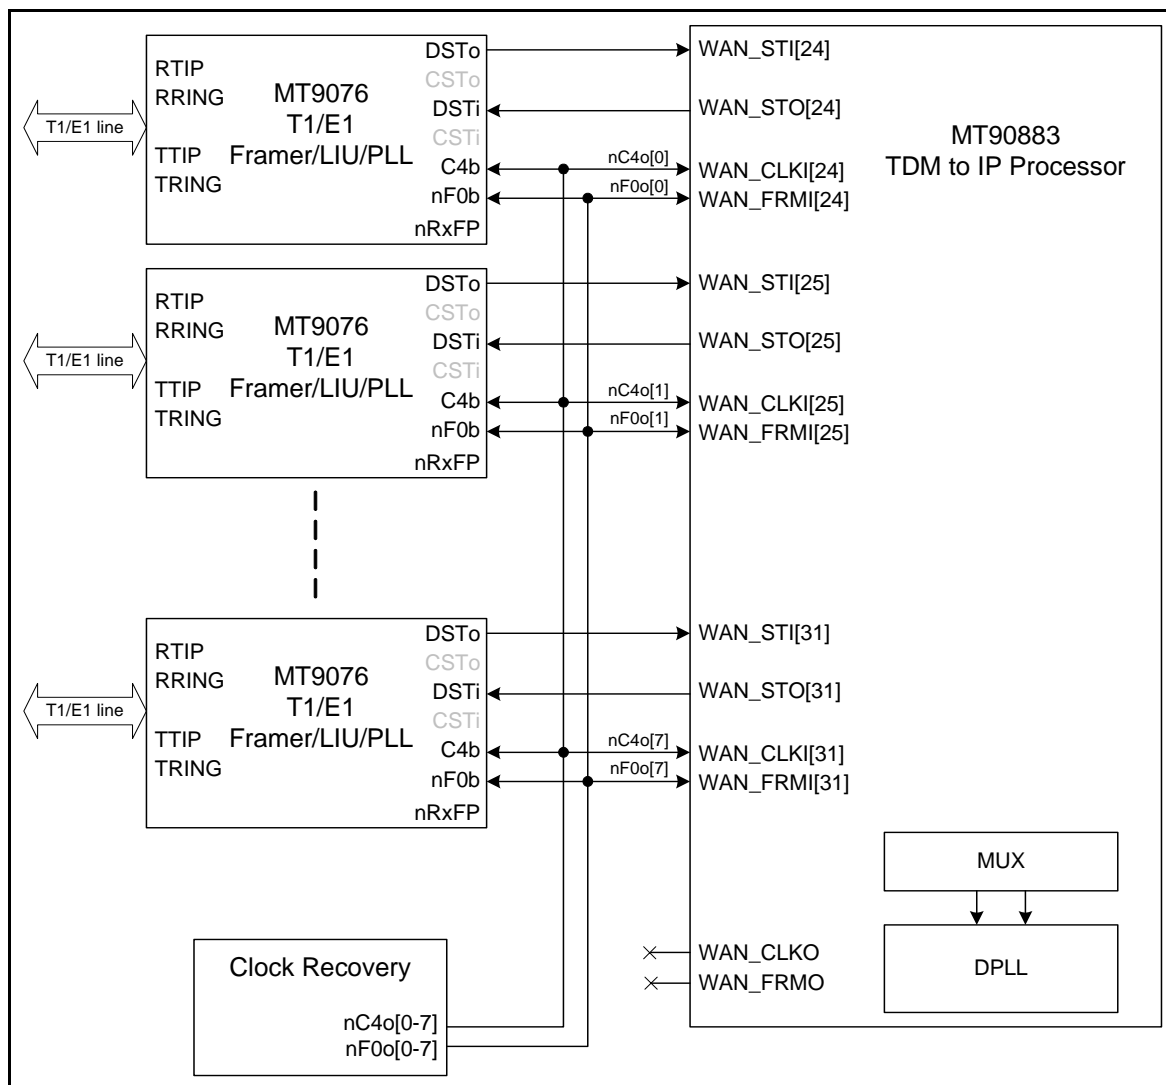 RTIP
RRING
TTIP
TRING
MT9076
T1/E1
Framer/LIU/PLL
DSTo
CSTo
DSTi
CSTi
C4b
nF0b
nRxFP
T1/E1 line
nC4o[0]
nF0o[0]
WAN_STI[24]
WAN_STO[24]
WAN_CLKI[24]
WAN_FRMI[24]
MT90883
TDM to IP Processor
RTIP
RRING
TTIP
TRING
MT9076
T1/E1
Framer/LIU/PLL
DSTo
CSTo
DSTi
CSTi
C4b
nF0b
nRxFP
T1/E1 line
nC4o[1]
nF0o[1]
WAN_STI[25]
WAN_STO[25]
WAN_CLKI[25]
WAN_FRMI[25]
RTIP
RRING
TTIP
TRING
MT9076
T1/E1
Framer/LIU/PLL
DSTo
CSTo
DSTi
CSTi
C4b
nF0b
nRxFP
T1/E1 line
nC4o[7]
nF0o[7]
WAN_STI[31]
WAN_STO[31]
WAN_CLKI[31]
WAN_FRMI[31]
MUX
DPLL
WAN_CLKO
WAN_FRMO
Clock Recovery
nC4o[0-7]
nF0o[0-7]